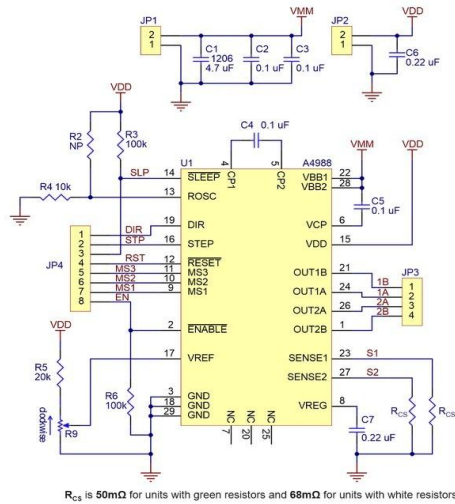 JP1
2
1
VMM
C1
1206
4.7 uF
C2
0.1 uF
C3
0.1 uF
JP2
2
1
VDD
C6
0.22 uF
VDD
R2
NP
R3
100k
C4 0.1 uF
U1
4
5
A4988
CP1
CP2
VMM
VDD
SLP
14
SLEEP
VBB1
22
VBB2
28
R4 10k
13
ROSC
C5
0.1 uF
DIR
19
DIR
VCP
6
STP
16
STEP
VDD
15
JP4
1
2
3
4
5
6
7
8
RST
12
RESET
MS3
11
MS3
MS2
10
MS2
MS1
9
MS1
EN
OUT1B
21
1B
OUT1A
24
1A
OUT2A
26
2A
OUT2B
1
2B
JP3
1
2
3
4
2
ENABLE
VDD
17
VREF
SENSE1
23
S1
SENSE2
27
S2
R5
20k
R6
100k
clockwise
R9
3
GND
18
GND
29
GND
NC
7
NC
20
NC
25
VREG
8
C7
0.22 uF
RCS
RCS
RCS is 50mΩ for units with green resistors and 68mΩ for units with white resistors